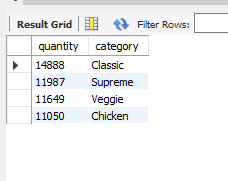 Result Grid Filter Rows:
quantity category
14888 Classic
11987 Supreme
11649 Veggie
11050 Chicken